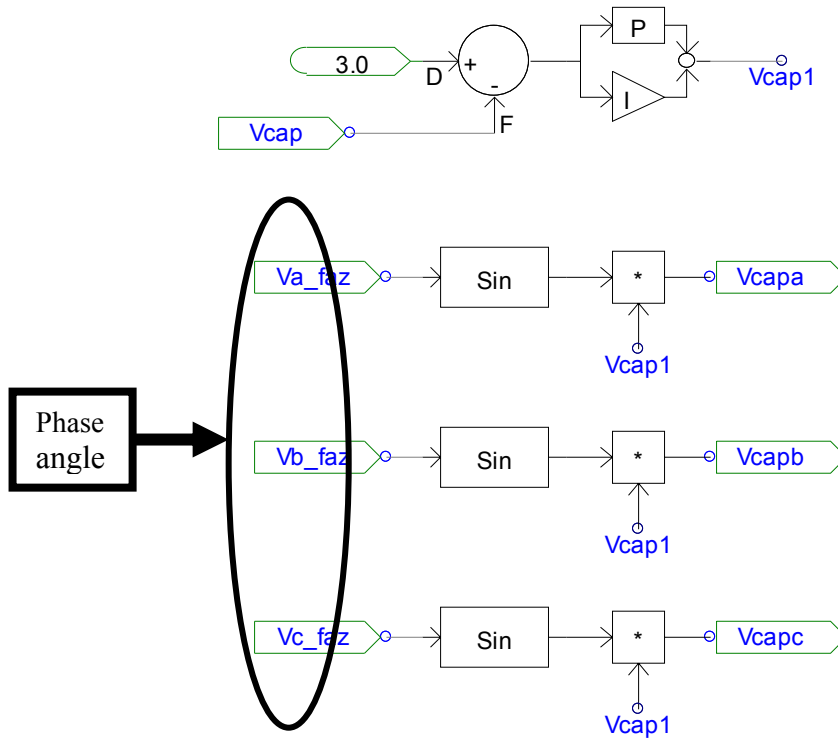 3.0
D
+
-
F
P
I
Vcap1
Vcap
Va_faz
Sin
*
Vcapa
Vcap1
Phase
angle
Vb_faz
Sin
*
Vcapb
Vcap1
Vc_faz
Sin
*
Vcapc
Vcap1